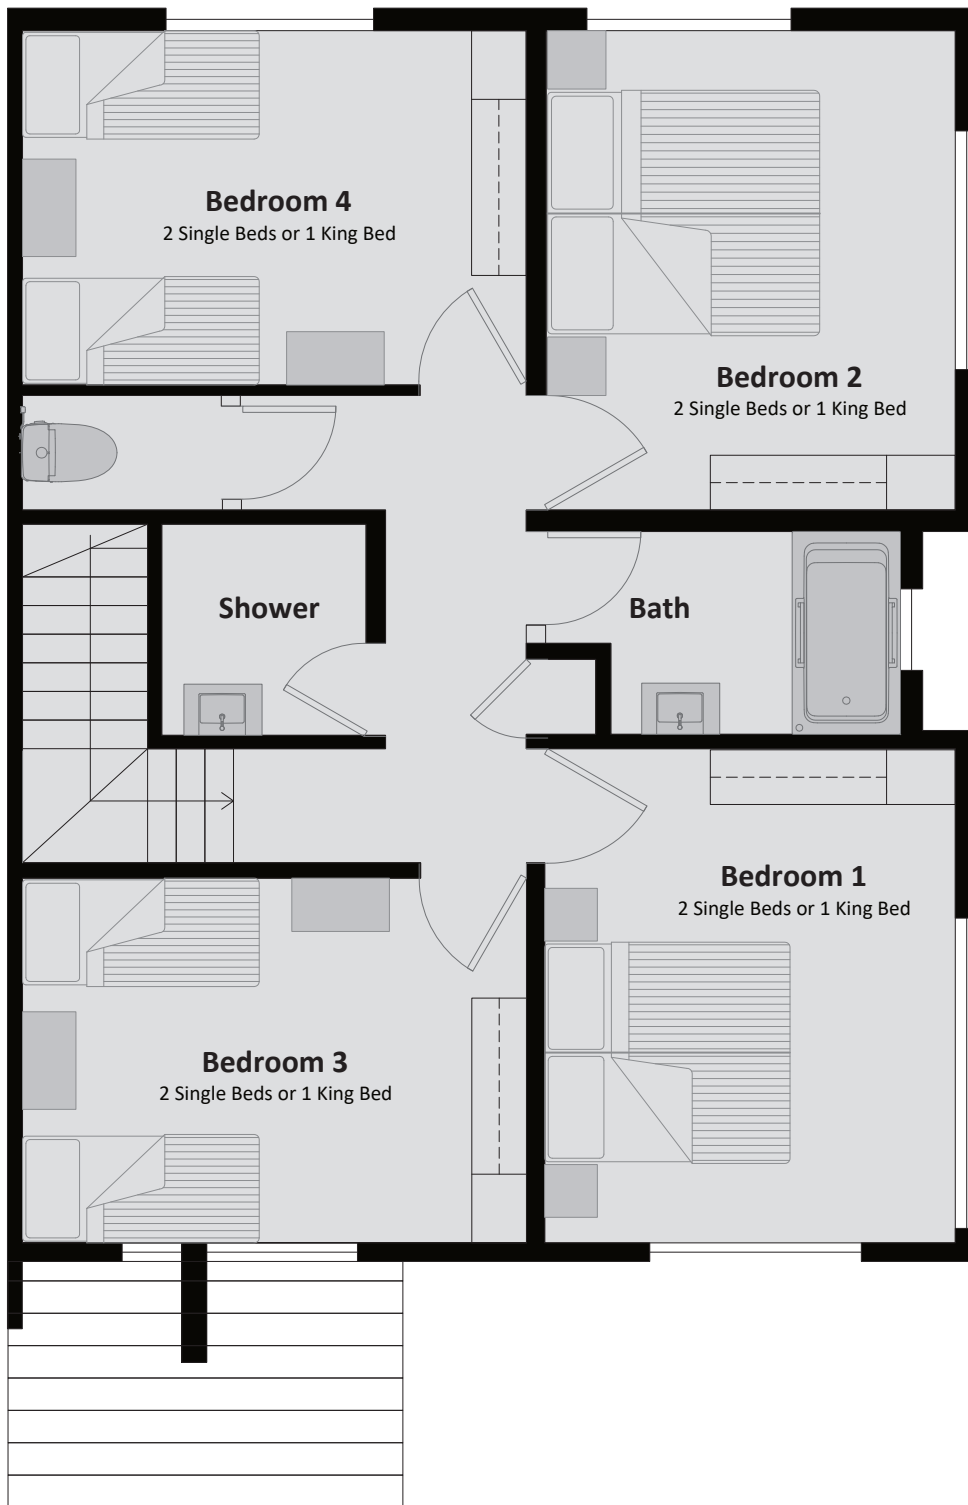 Bedroom 4
2 Single Beds or 1 King Bed
Bedroom 2
2 Single Beds or 1 King Bed
Shower
Bath
Bedroom 1
2 Single Beds or 1 King Bed
Bedroom 3
2 Single Beds or 1 King Bed